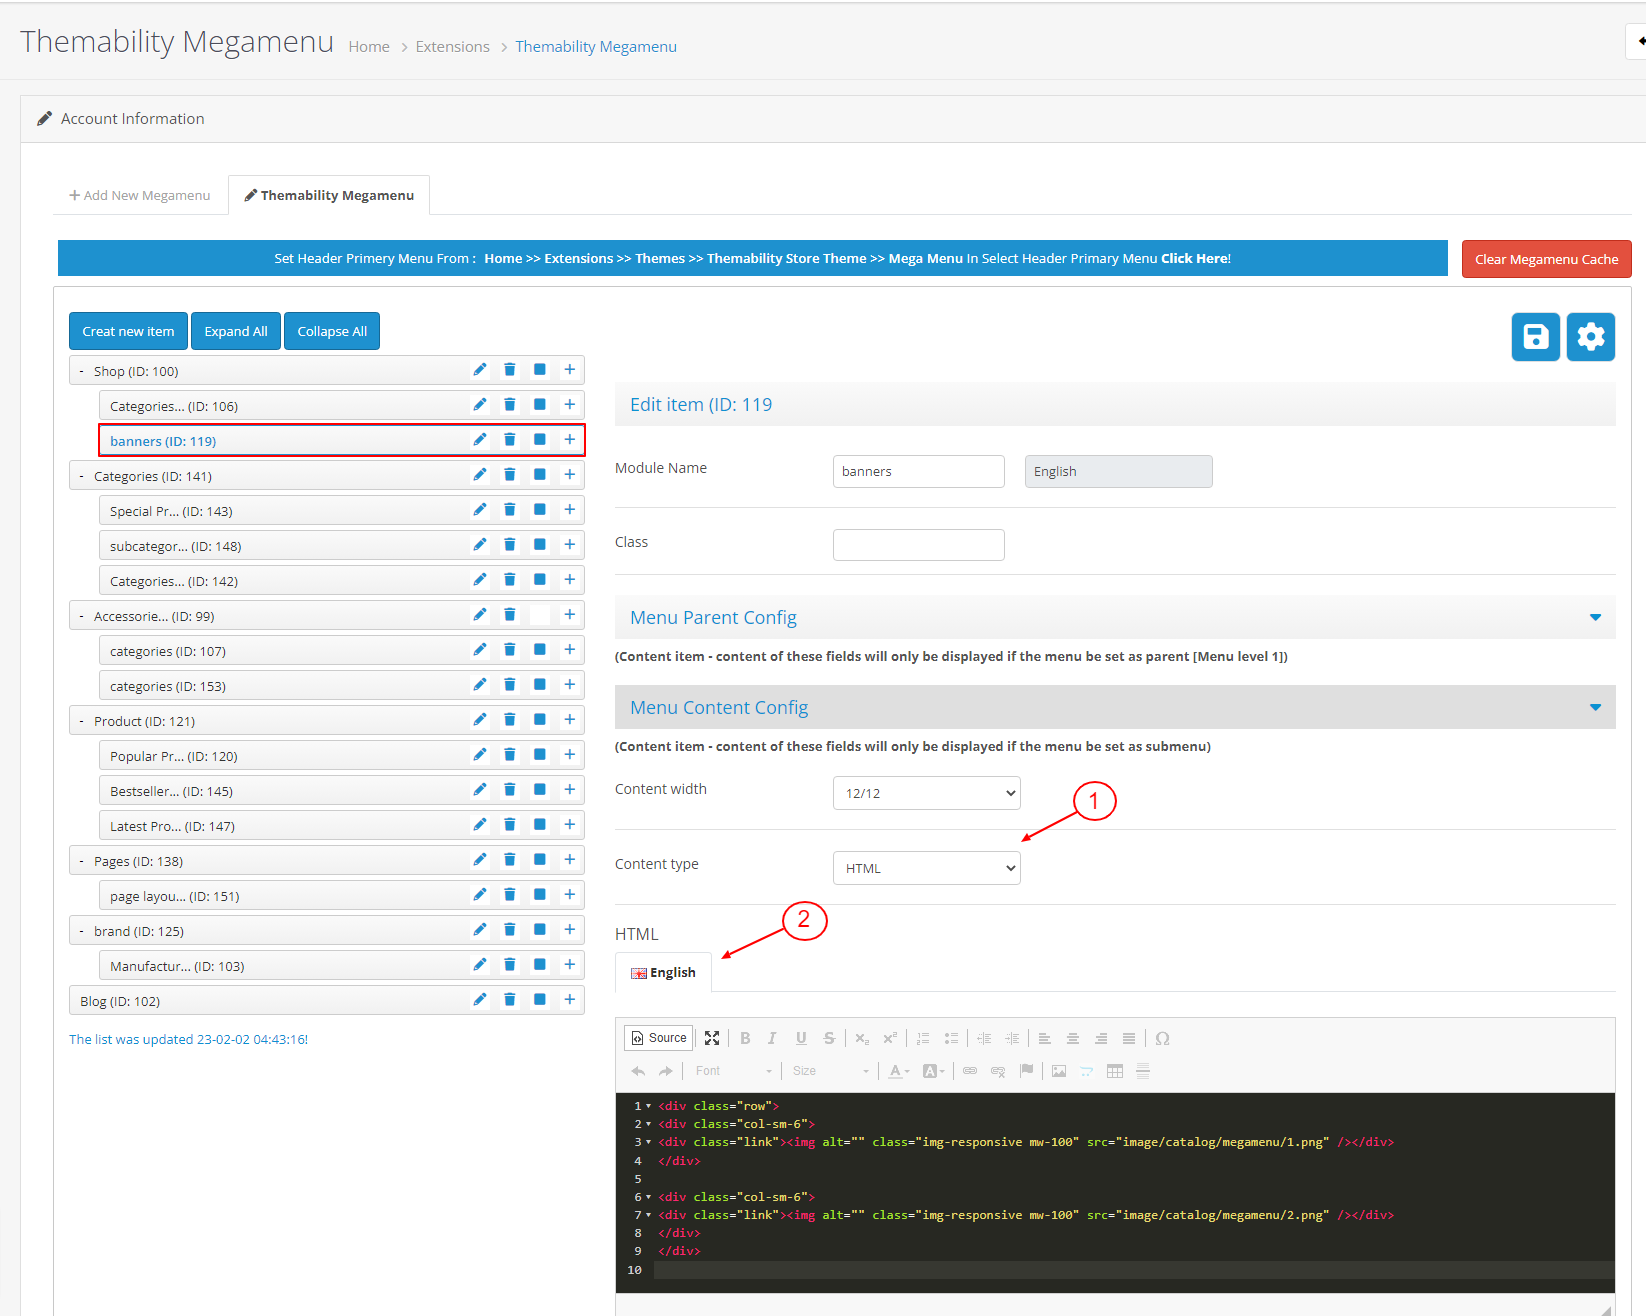 Themability Megamenu Home > Extensions > Themability Megamenu
Account Information
+ Add New Megamenu
Themability Megamenu
Set Header Primery Menu From : Home >> Extensions >> Themes >> Themability Store Theme >> Mega Menu In Select Header Primary Menu Click Here!
Clear Megamenu Cache
Creat new item
Expand All
Collapse All
- Shop (ID: 100)
Categories... (ID: 106)
banners (ID: 119)
- Categories (ID: 141)
Special Pr... (ID: 143)
subcategor... (ID: 148)
Categories... (ID: 142)
- Accessorie... (ID: 99)
categories (ID: 107)
categories (ID: 153)
- Product (ID: 121)
Popular Pr... (ID: 120)
Bestseller... (ID: 145)
Latest Pro... (ID: 147)
- Pages (ID: 138)
page layou... (ID: 151)
- brand (ID: 125)
Manufactur... (ID: 103)
Blog (ID: 102)
The list was updated 23-02-02 04:43:16!
Edit item (ID: 119
Module Name
banners
English
Class
Menu Parent Config
(Content item - content of these fields will only be displayed if the menu be set as parent [Menu level 1])
Menu Content Config
(Content item - content of these fields will only be displayed if the menu be set as submenu)
Content width
12/12
1
Content type
HTML
2
HTML
English
Source
Font
Size
1 <div class="row">
2 <div class="col-sm-6">
3 <div class="link"><img alt="" class="img-responsive mw-100" src="image/catalog/megamenu/1.png" /></div>
4 </div>
5
6 <div class="col-sm-6">
7 <div class="link"><img alt="" class="img-responsive mw-100" src="image/catalog/megamenu/2.png" /></div>
8 </div>
9 </div>
10